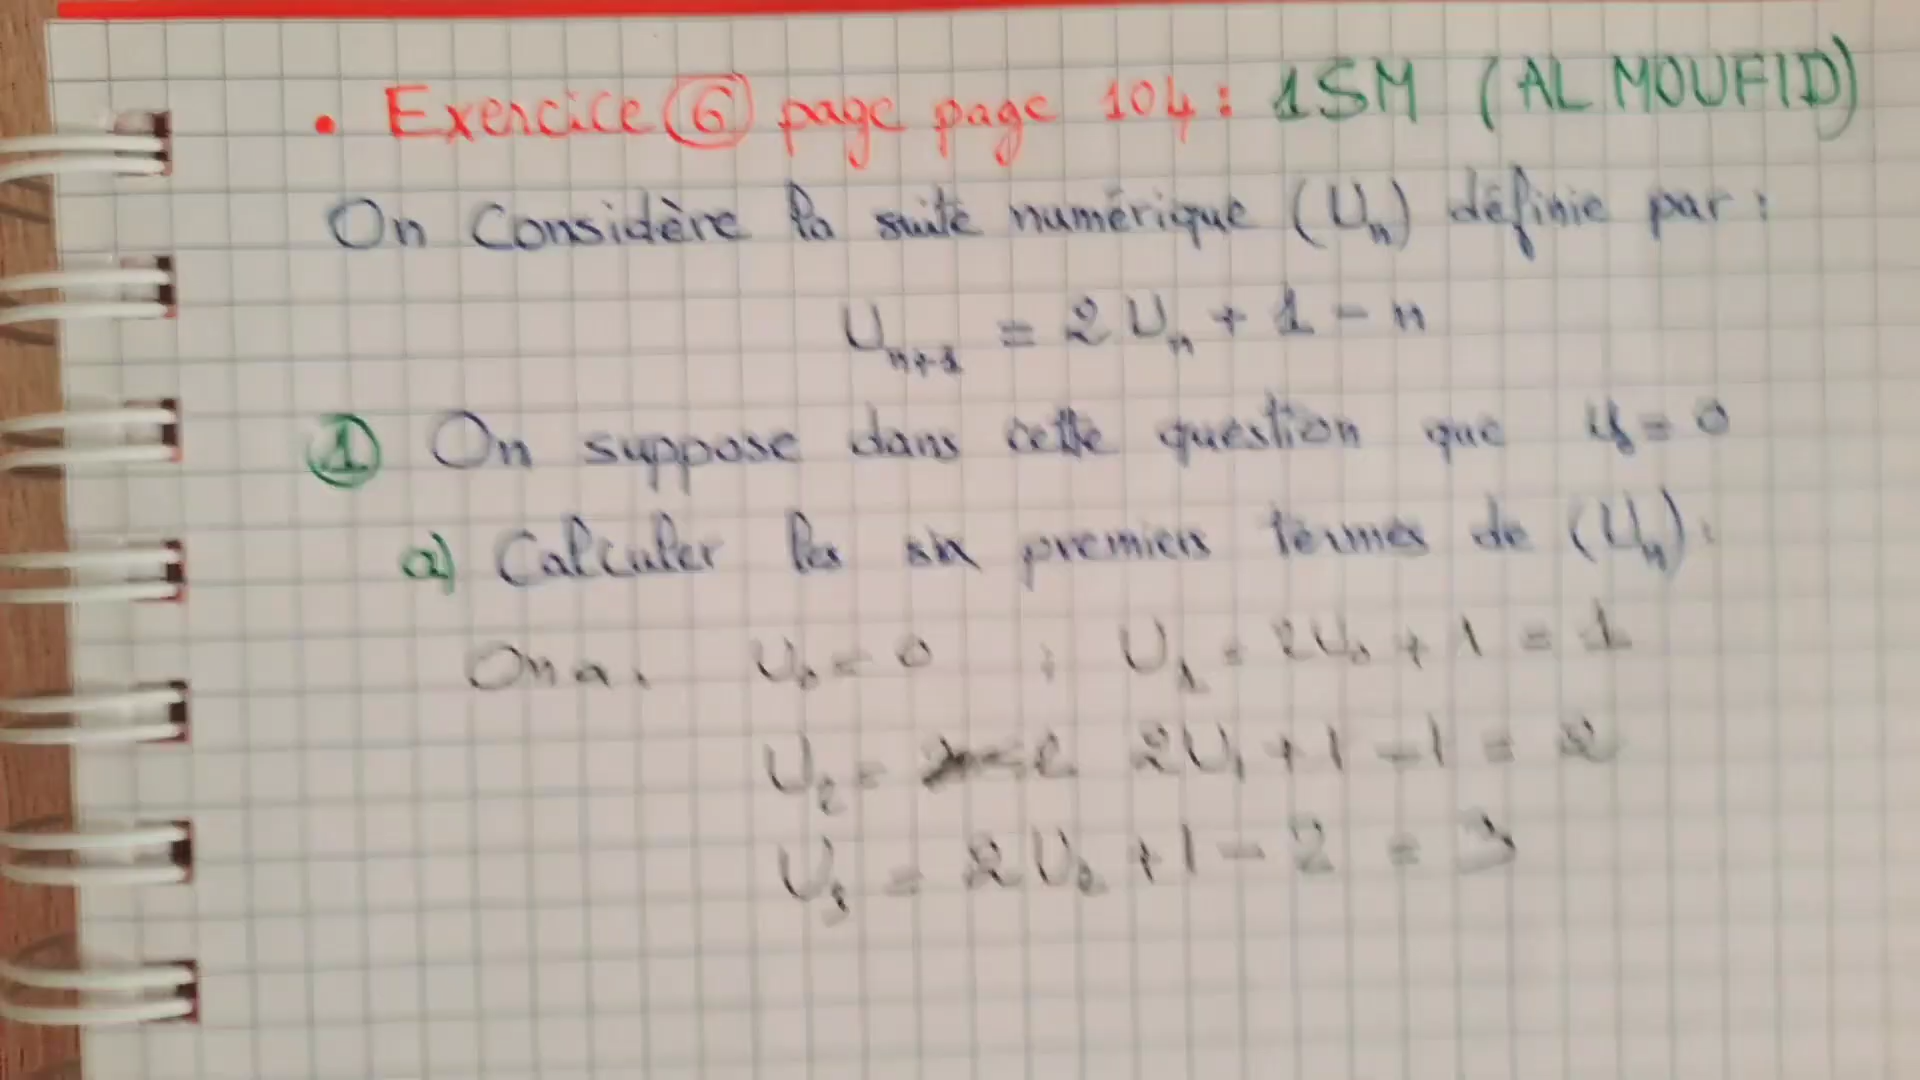 • Exercice 6 page page 104 : 1SM (AL MOUFID)
On Considère la suite numérique (Un) définie par :
Un+1 = 2Un + 1 - n
1 On suppose dans cette question que U0 = 0
a) Calculer les six premiers termes de (Un) :
On a : U0 = 0 ; U1 = 2U0 + 1 = 1
U2 = 2U1 + 1 - 1 = 2
U3 = 2U2 + 1 - 2 = 3